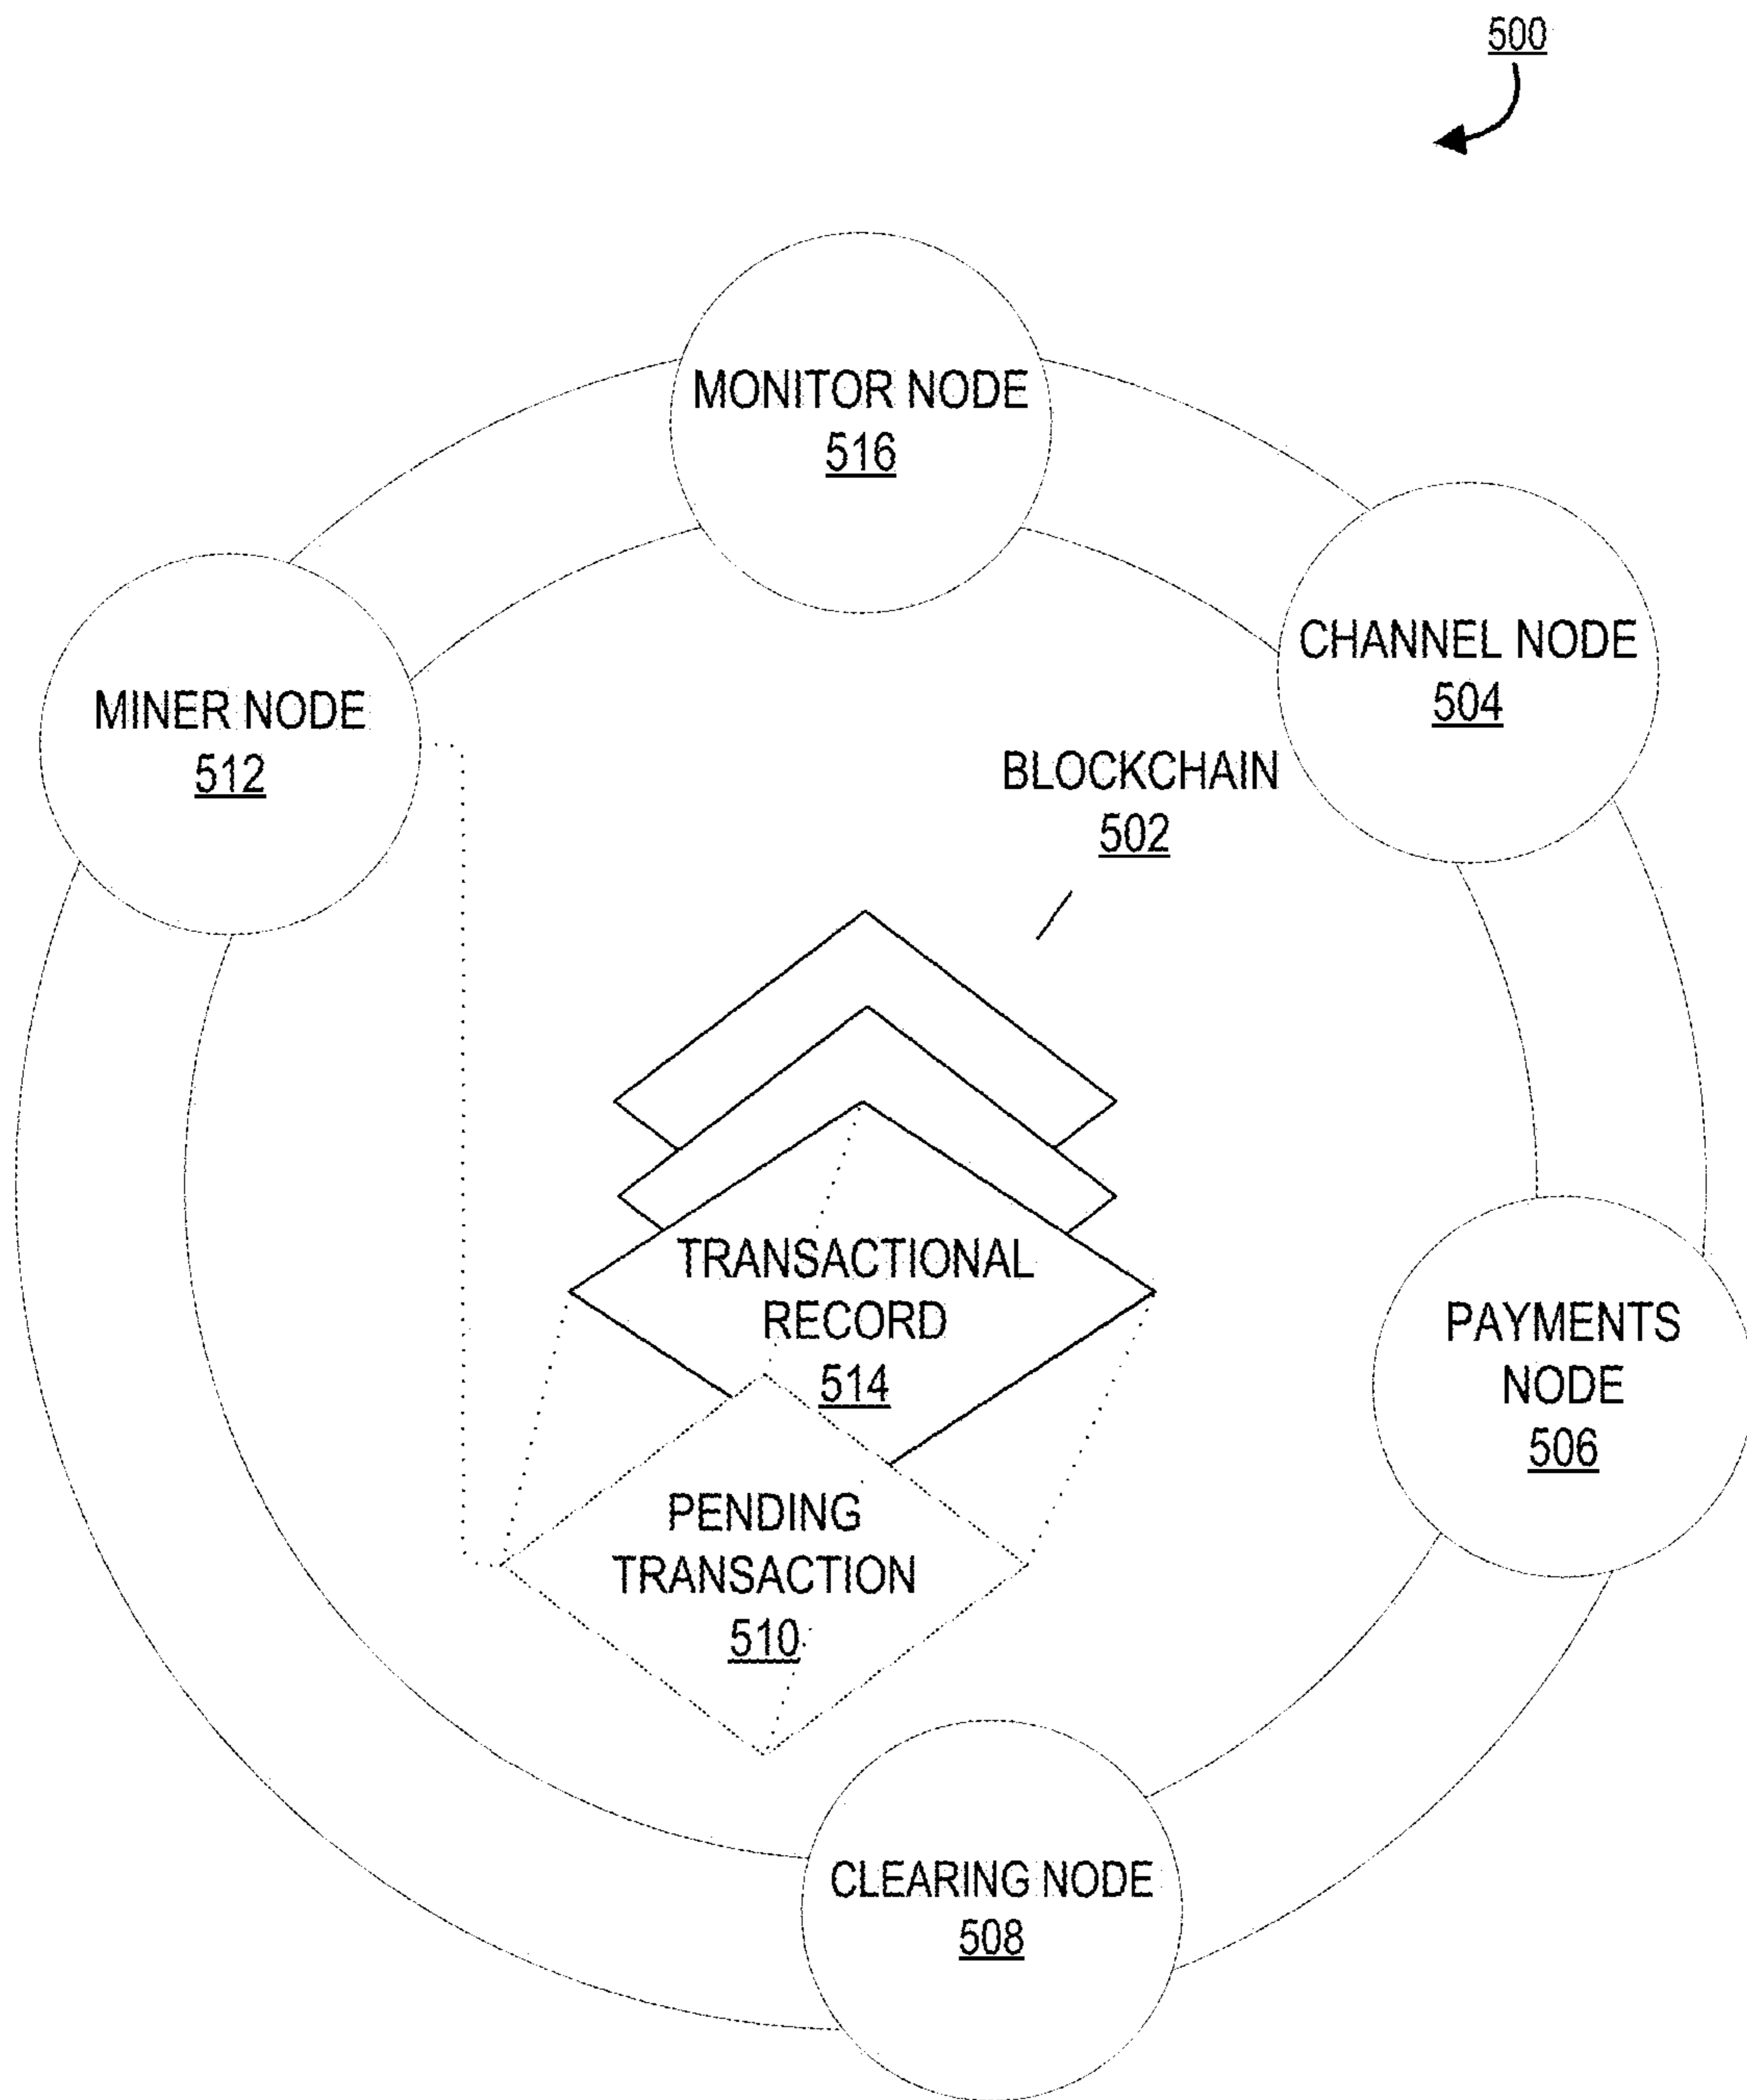 500
MONITOR NODE
516
CHANNEL NODE
504
MINER NODE
512
BLOCKCHAIN
502
TRANSACTIONAL
RECORD
514
PAYMENTS
NODE
506
PENDING
TRANSACTION
510
CLEARING NODE
508